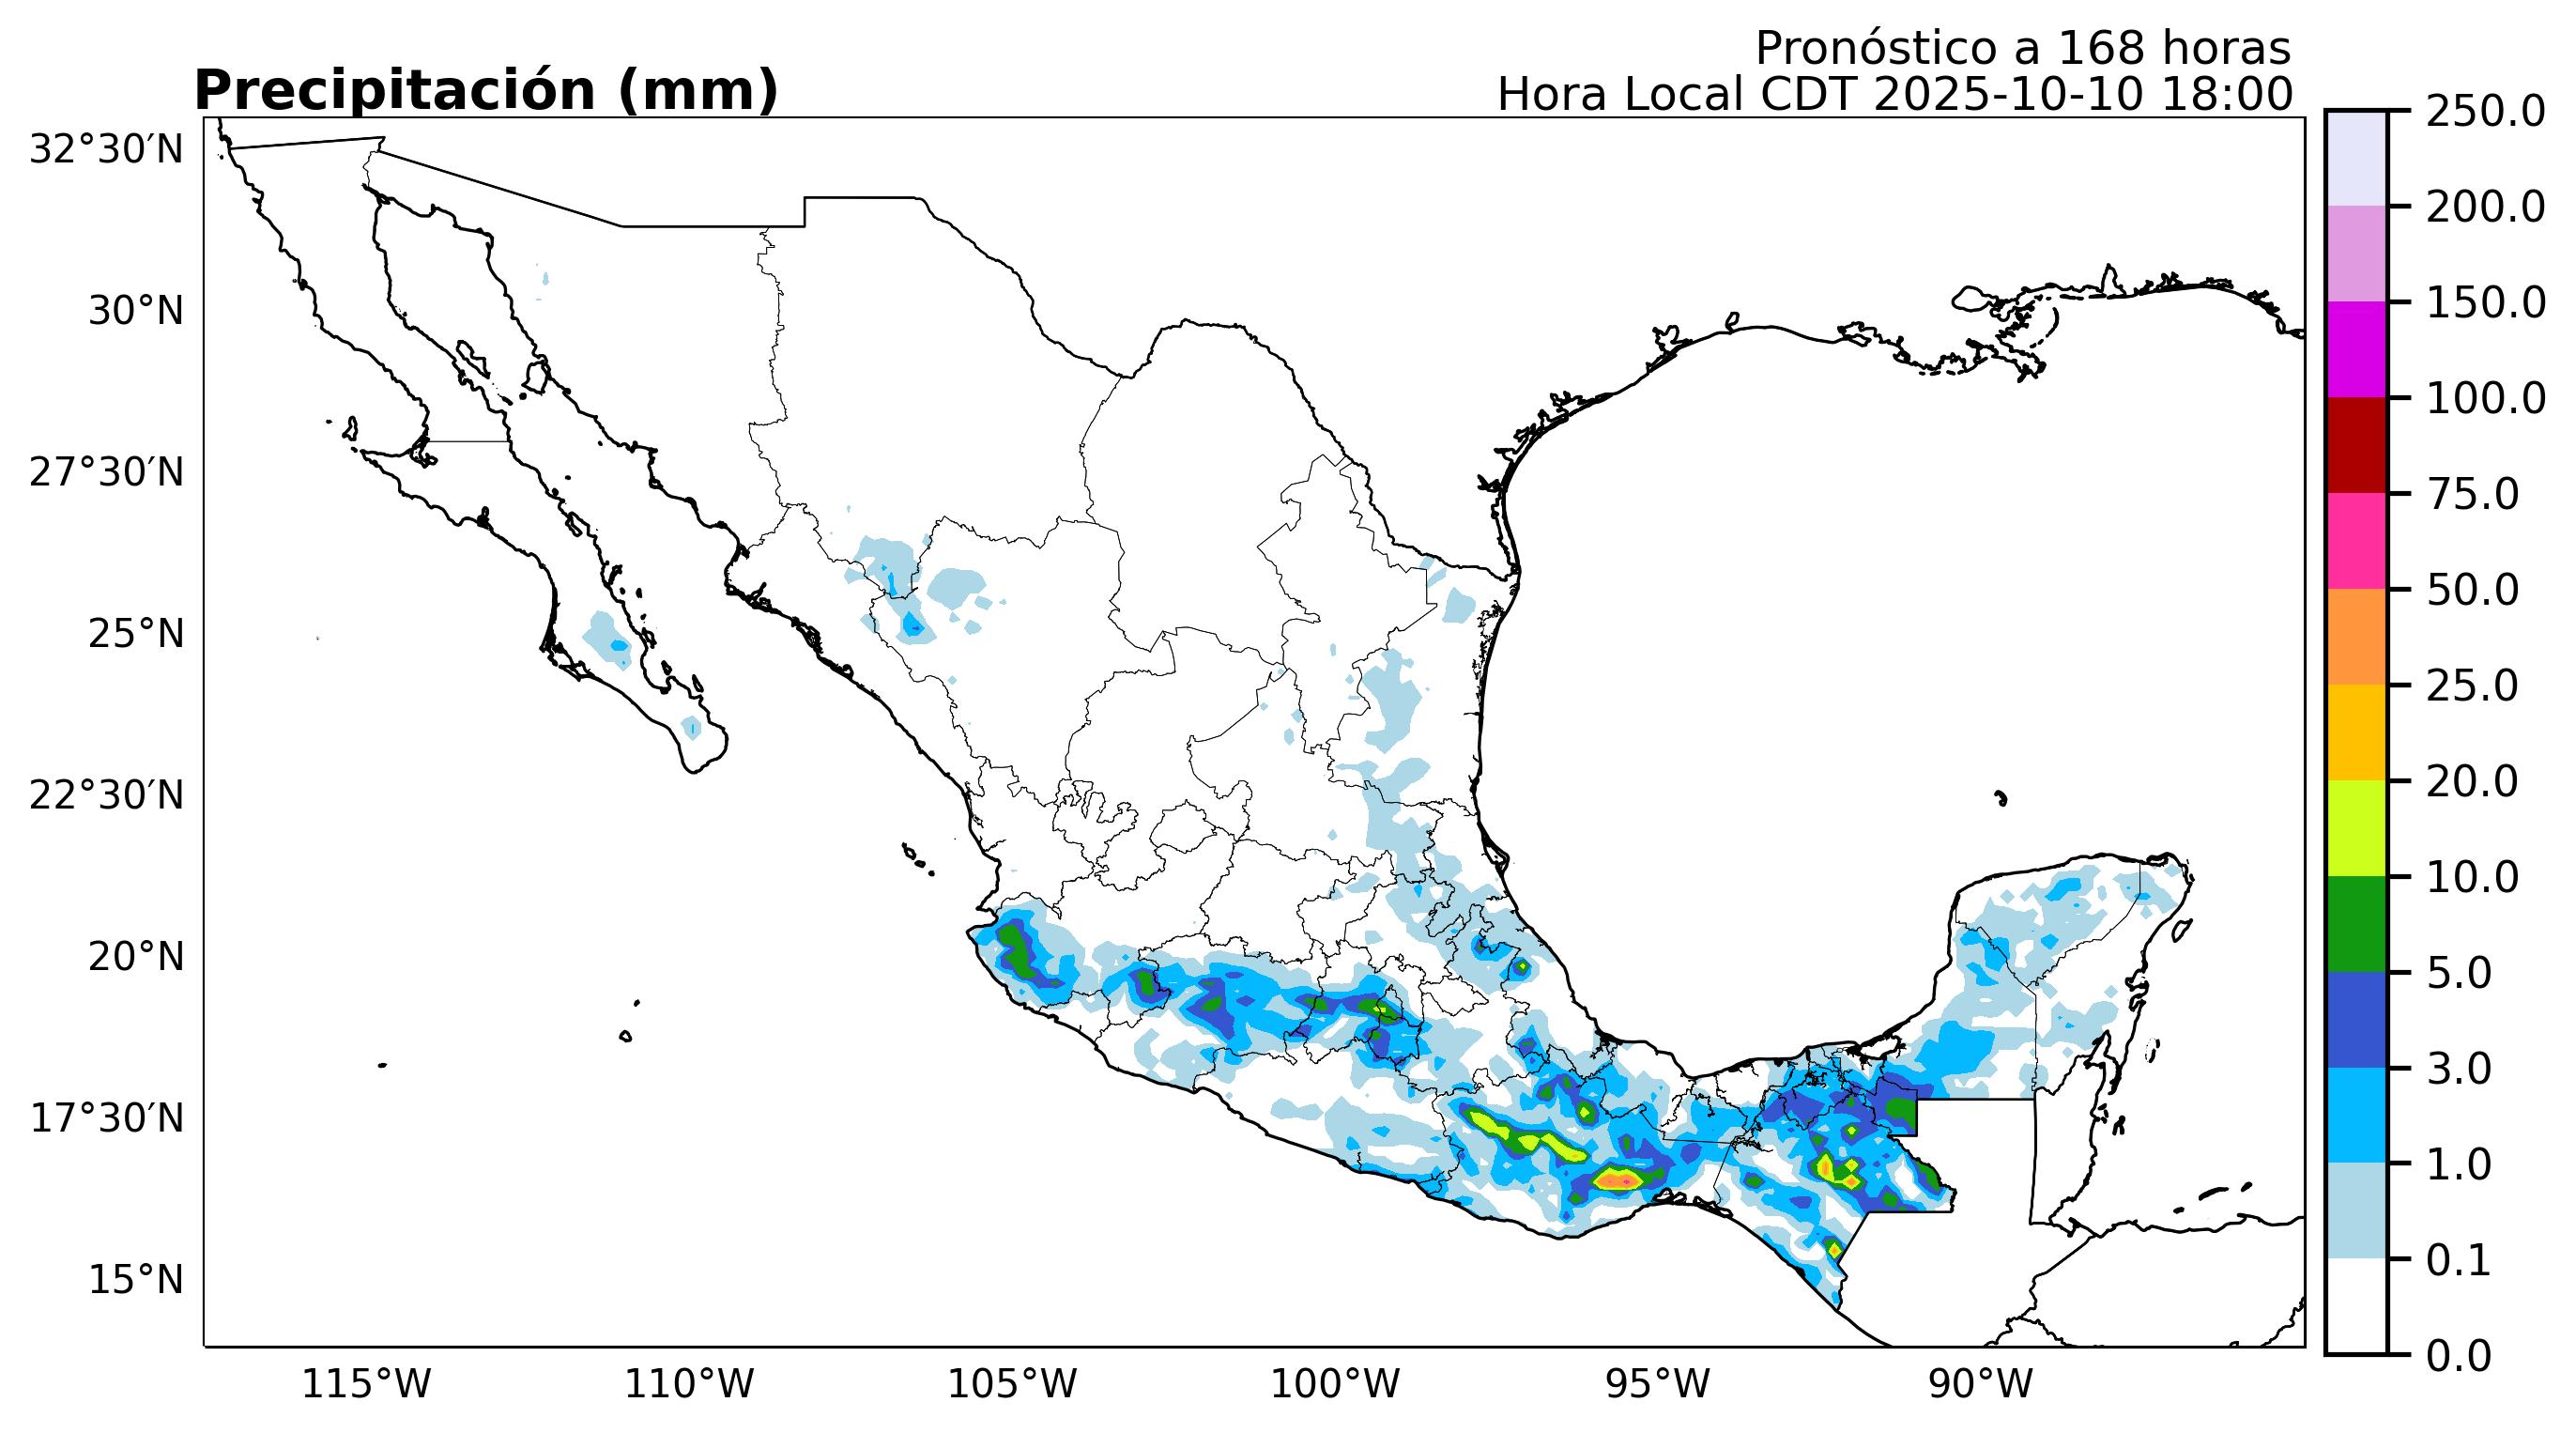 Pronóstico a 168 horas
Precipitación (mm)
Hora Local CDT 2025-10-10 18:00
32°30′N
30°N
27°30′N
25°N
22°30′N
20°N
17°30′N
15°N
115°W
110°W
105°W
100°W
95°W
90°W
250.0
200.0
150.0
100.0
75.0
50.0
25.0
20.0
10.0
5.0
3.0
1.0
0.1
0.0